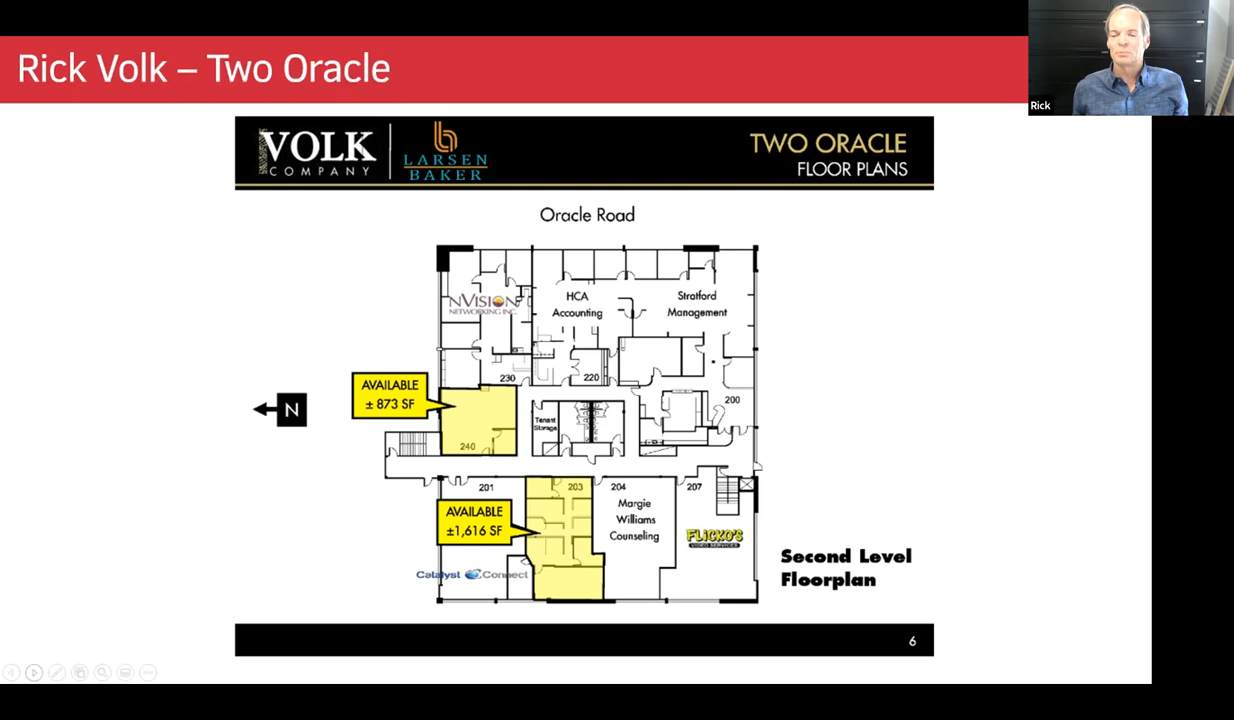 Rick Volk – Two Oracle
Rick
VOLK
COMPANY
LARSEN
BAKER
TWO ORACLE
FLOOR PLANS
Oracle Road
NVISION
NETWORKING INC.
HCA
Accounting
Stratford
Management
230
220
AVAILABLE
± 873 SF
200
N
Tenant
Storage
240
201
203
204
207
AVAILABLE
±1,616 SF
Margie
Williams
Counseling
FLICKO'S
VIDEO SERVICES
Catalyst Connect
Second Level
Floorplan
6